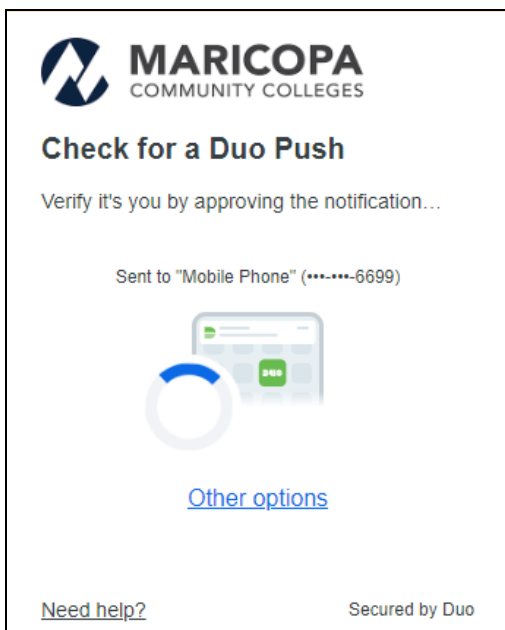 MARICOPA
COMMUNITY COLLEGES
Check for a Duo Push
Verify it's you by approving the notification…
Sent to "Mobile Phone" (•••-•••-6699)
DUO
Other options
Need help?
Secured by Duo